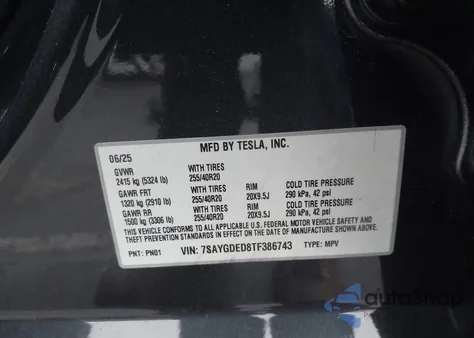 MFD BY TESLA, INC.
06/25
GVWR WITH TIRES
2415 kg (5324 lb) 255/40R20
GAWR FRT WITH TIRES RIM COLD TIRE PRESSURE
1320 kg (2910 lb) 255/40R20 20X9.5J 290 kPa, 42 psi
GAWR RR WITH TIRES RIM COLD TIRE PRESSURE
1500 kg (3306 lb) 255/40R20 20X9.5J 290 kPa, 42 psi
THIS VEHICLE CONFORMS TO ALL APPLICABLE U.S. FEDERAL MOTOR VEHICLE SAFETY AND
THEFT PREVENTION STANDARDS IN EFFECT ON THE DATE OF MANUFACTURE SHOWN ABOVE.
PNT: PN01 VIN: 7SAYGDED8TF386743 TYPE: MPV
autoSnap